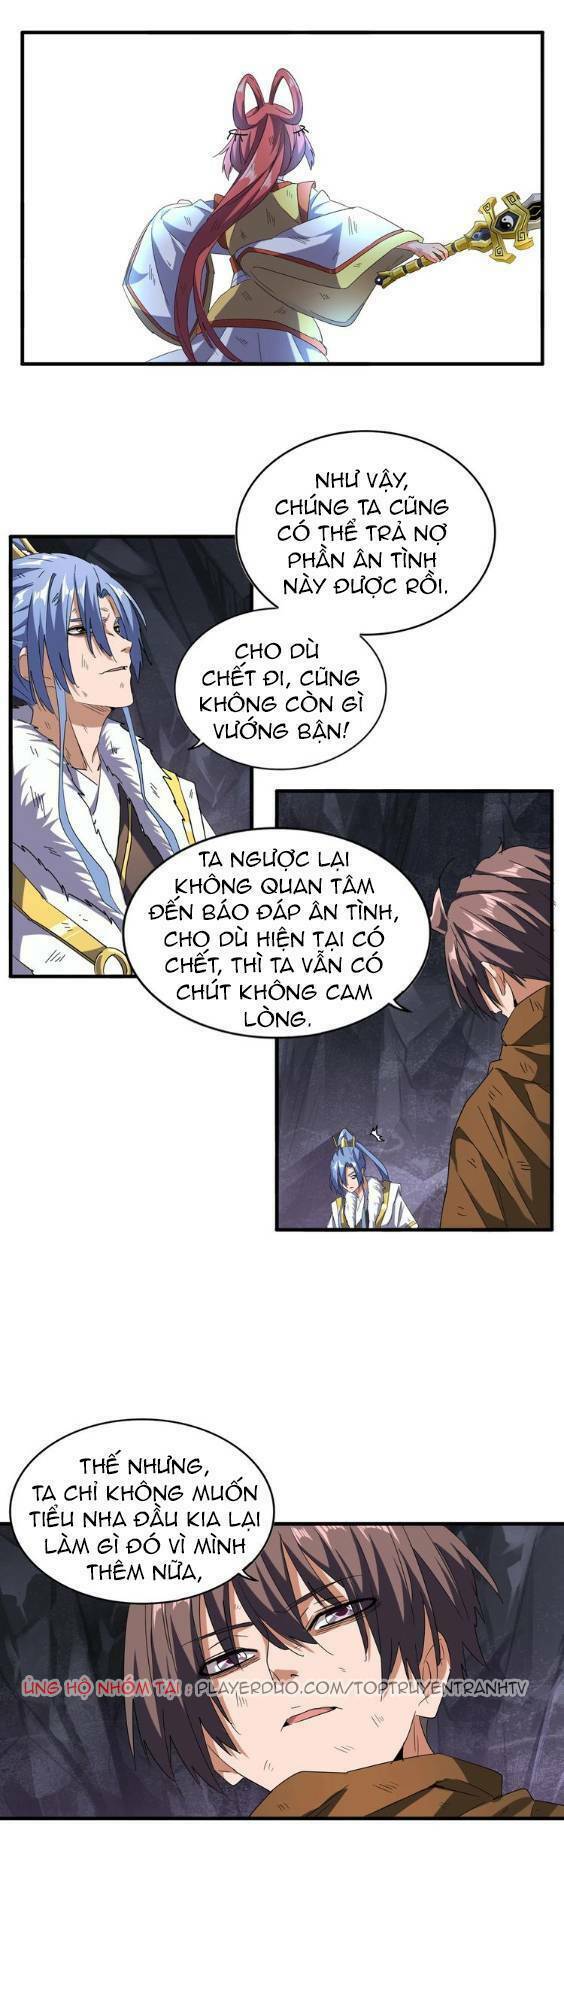 NHƯ VẬY,
CHÚNG TA CŨNG
CÓ THỂ TRẢ NỢ
PHẦN ÂN TÌNH
NÀY ĐƯỢC RỒI.
CHO DÙ
CHẾT ĐI, CŨNG
KHÔNG CÒN GÌ
VƯỚNG BẬN!
TA NGƯỢC LẠI
KHÔNG QUAN TÂM
ĐẾN BÁO ĐÁP ÂN TÌNH,
CHO DÙ HIỆN TẠI CÓ
CHẾT, THÌ TA VẪN CÓ
CHÚT KHÔNG CAM
LÒNG.
THẾ NHƯNG,
TA CHỈ KHÔNG MUỐN
TIỂU NHA ĐẦU KIA LẠI
LÀM GÌ ĐÓ VÌ MÌNH
THÊM NỮA,
ỦNG HỘ NHÓM TẠI : PLAYERDUO.COM/TOPTRUYENTRANHTV